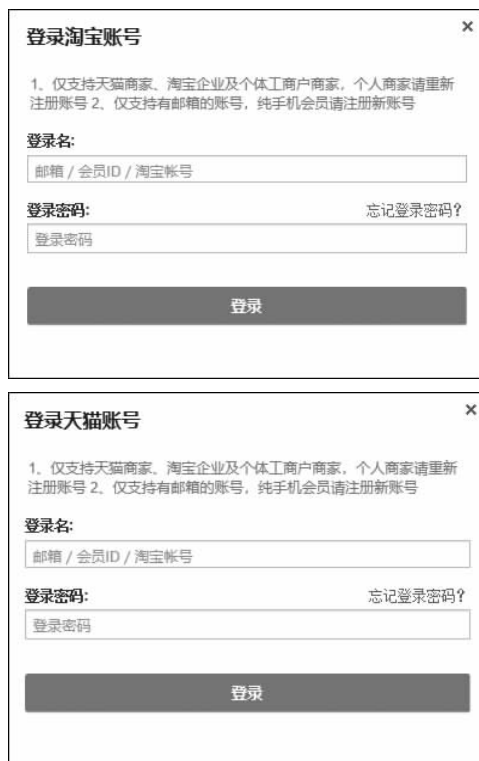 登录淘宝账号
×
1、仅支持天猫商家、淘宝企业及个体工商户商家，个人商家请重新
注册账号 2、仅支持有邮箱的账号，纯手机会员请注册新账号
登录名:
邮箱 / 会员ID / 淘宝帐号
登录密码: 忘记登录密码?
登录密码
登录
登录天猫账号
×
1、仅支持天猫商家、淘宝企业及个体工商户商家，个人商家请重新
注册账号 2、仅支持有邮箱的账号，纯手机会员请注册新账号
登录名:
邮箱 / 会员ID / 淘宝帐号
登录密码: 忘记登录密码?
登录密码
登录